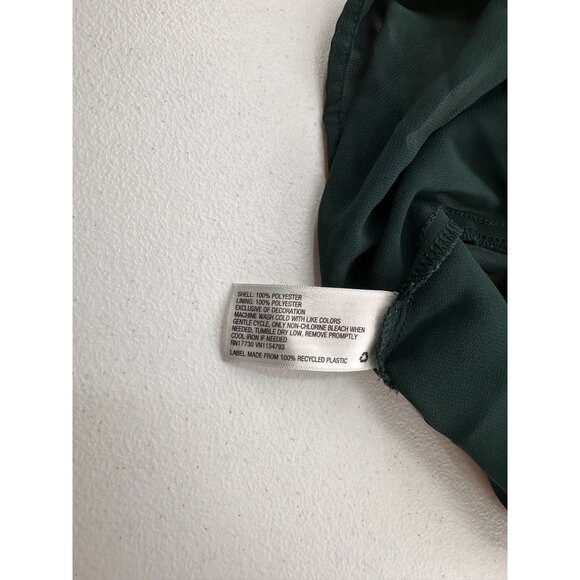 SHELL: 100% POLYESTER
LINING: 100% POLYESTER
EXCLUSIVE OF DECORATION
MACHINE WASH COLD WITH LIKE COLORS
GENTLE CYCLE, ONLY NON-CHLORINE BLEACH WHEN
NEEDED, TUMBLE DRY LOW, REMOVE PROMPTLY
COOL IRON IF NEEDED
RN17730 VN1154793
LABEL MADE FROM 100% RECYCLED PLASTIC